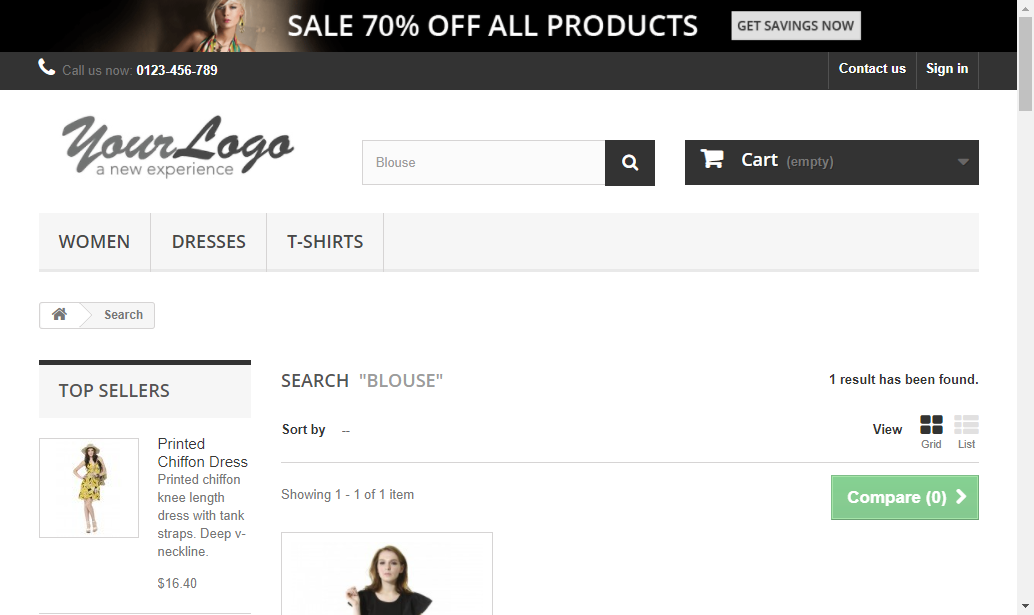 SALE 70% OFF ALL PRODUCTS GET SAVINGS NOW
Call us now: 0123-456-789 Contact us Sign in
YourLogo
a new experience
Blouse
Cart (empty)
WOMEN DRESSES T-SHIRTS
Search
TOP SELLERS
Printed
Chiffon Dress
Printed chiffon
knee length
dress with tank
straps. Deep v-
neckline.
$16.40
SEARCH "BLOUSE" 1 result has been found.
Sort by -- View Grid List
Showing 1 - 1 of 1 item Compare (0)